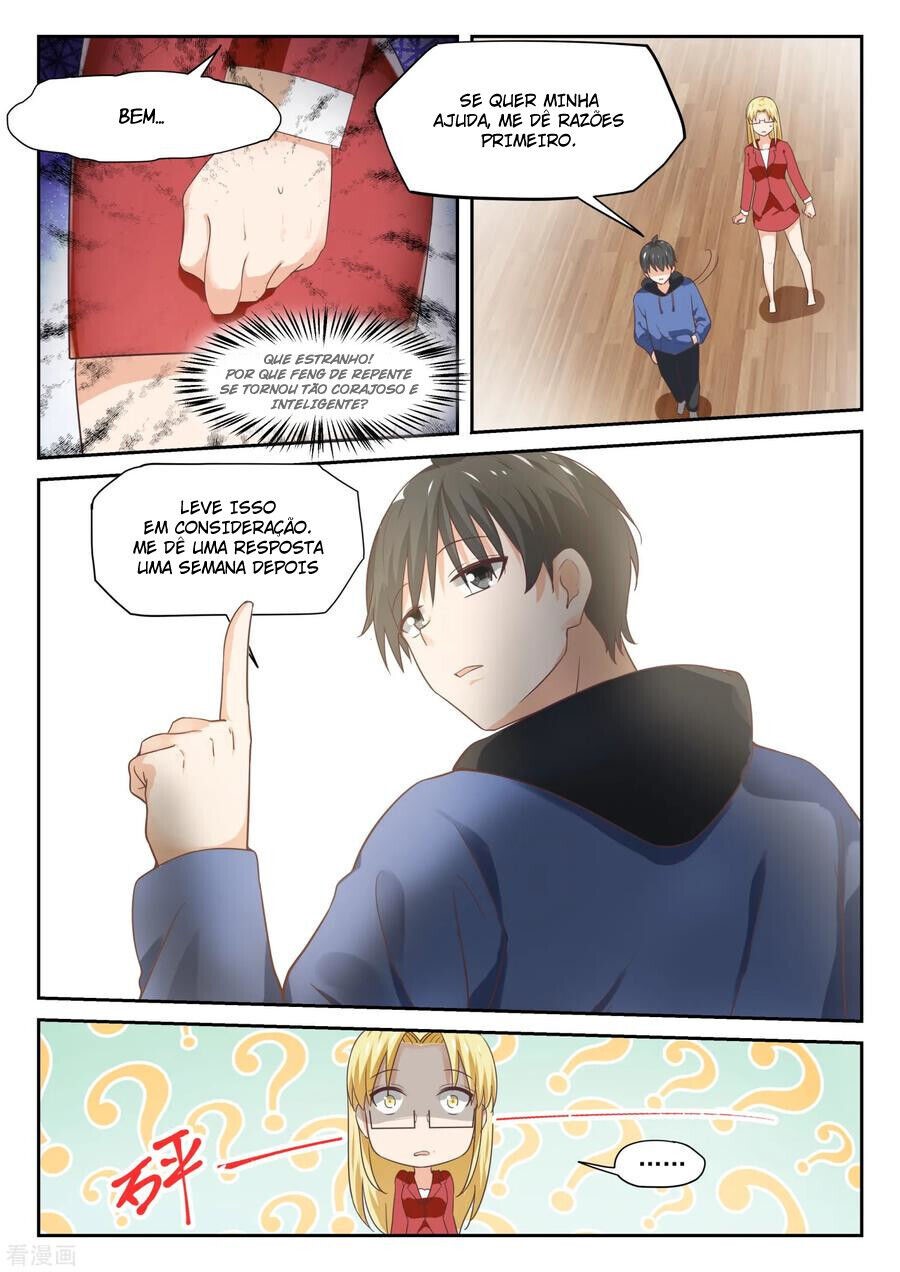 BEM...
SE QUER MINHA
AJUDA, ME DÊ RAZÕES
PRIMEIRO.
QUE ESTRANHO!
POR QUE FENG DE REPENTE
SE TORNOU TÃO CORAJOSO E
INTELIGENTE?
LEVE ISSO
EM CONSIDERAÇÃO.
ME DÊ UMA RESPOSTA
UMA SEMANA DEPOIS
砰
......
看漫画